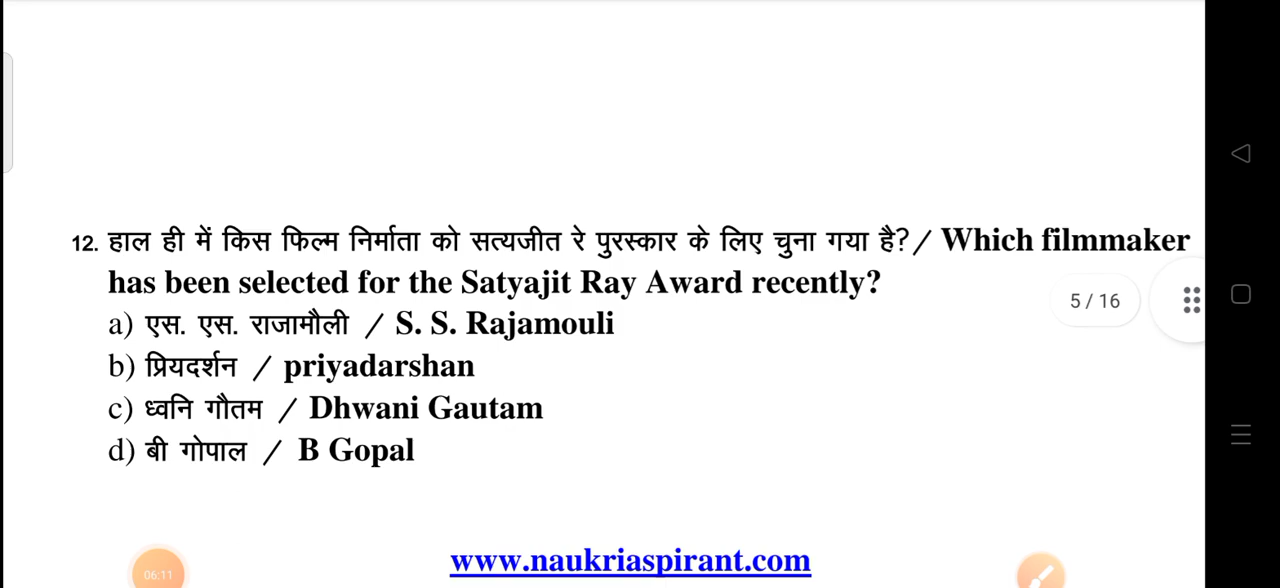 12. हाल ही में किस फिल्म निर्माता को सत्यजीत रे पुरस्कार के लिए चुना गया है? / Which filmmaker
has been selected for the Satyajit Ray Award recently?
a) एस. एस. राजामौली / S. S. Rajamouli
5 / 16
b) प्रियदर्शन / priyadarshan
c) ध्वनि गौतम / Dhwani Gautam
d) बी गोपाल / B Gopal
www.naukriaspirant.com
06:11